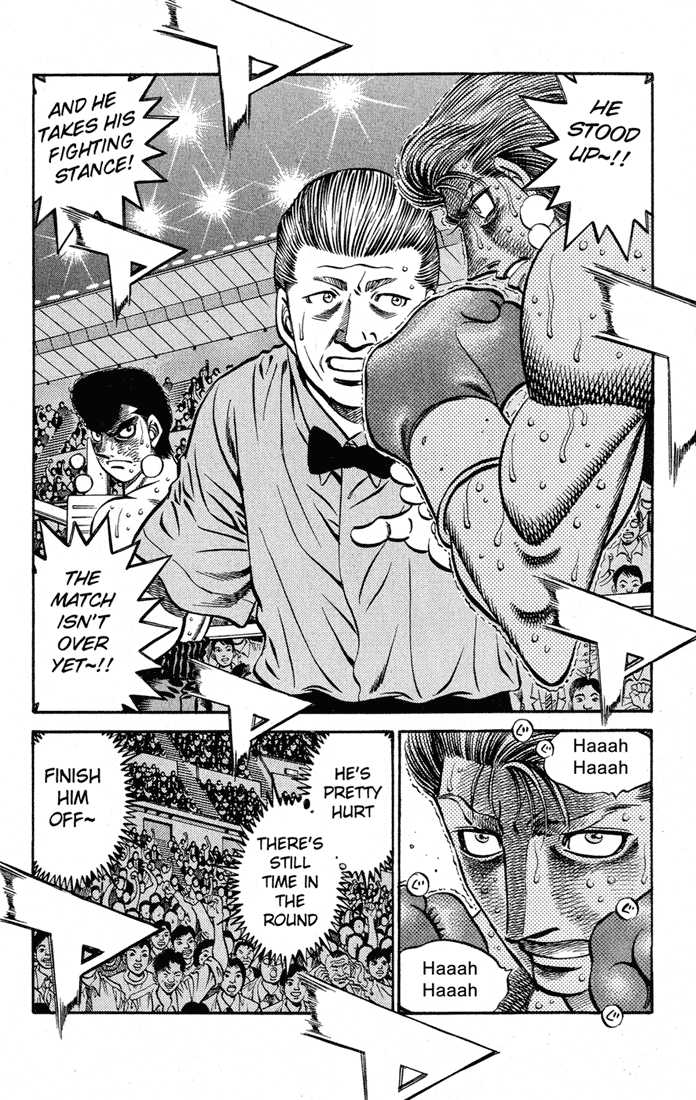 HE
STOOD
UP~!!
AND HE
TAKES HIS
FIGHTING
STANCE!
THE
MATCH
ISN'T
OVER
YET~!!
Haaah
Haaah
Haaah
Haaah
HE'S
PRETTY
HURT
THERE'S
STILL
TIME IN
THE
ROUND
FINISH
HIM
OFF~